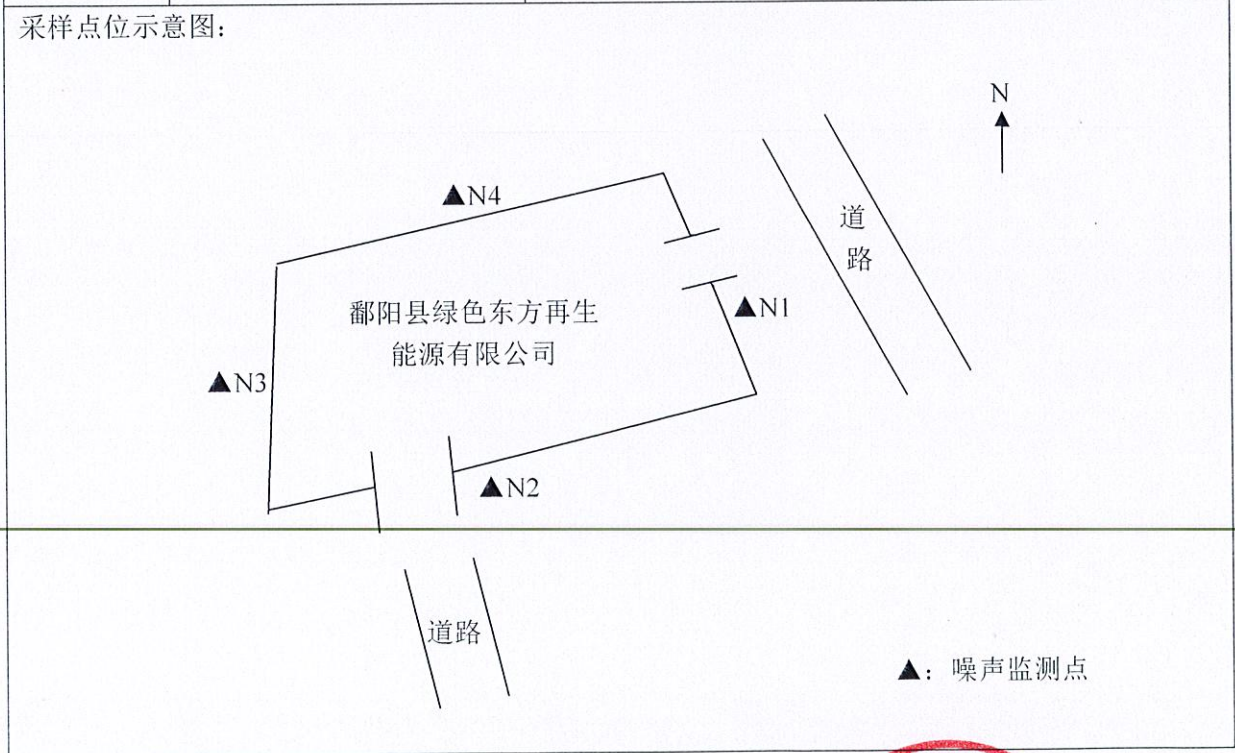 采样点位示意图:
N
▲N4
道
路
鄱阳县绿色东方再生
能源有限公司
▲N1
▲N3
▲N2
道路
▲: 噪声监测点